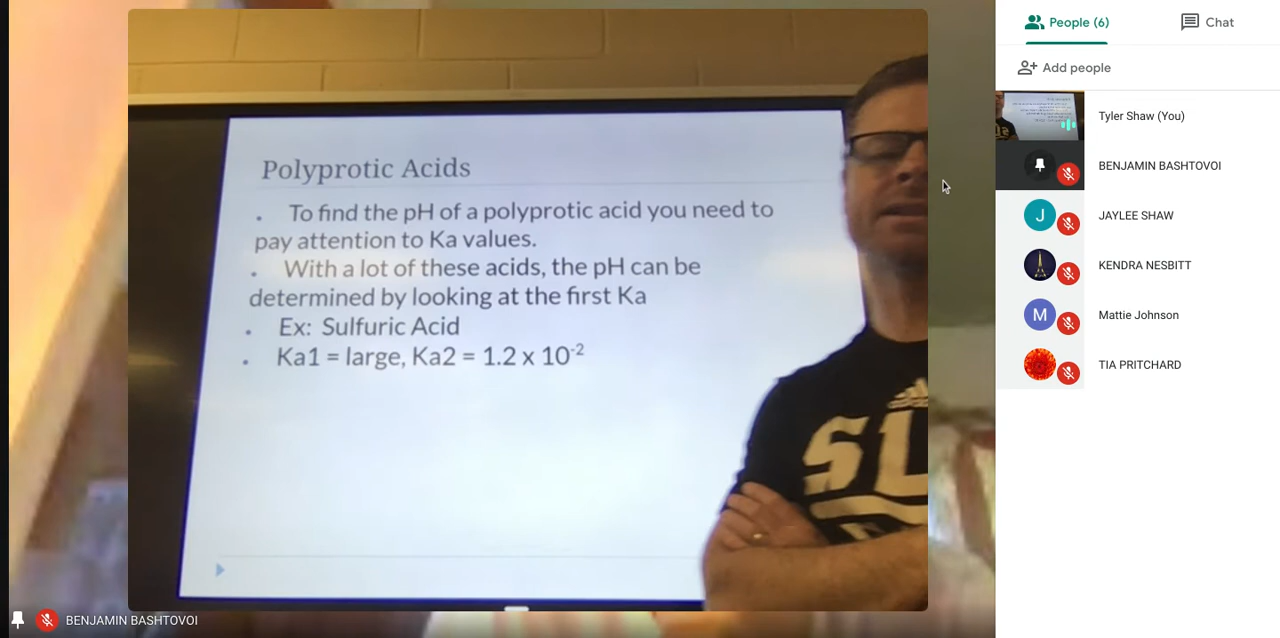 Polyprotic Acids
• To find the pH of a polyprotic acid you need to
pay attention to Ka values.
• With a lot of these acids, the pH can be
determined by looking at the first Ka
• Ex: Sulfuric Acid
• Ka1 = large, Ka2 = 1.2 x 10⁻²
SL
BENJAMIN BASHTOVOI
People (6)
Chat
Add people
Tyler Shaw (You)
BENJAMIN BASHTOVOI
J
JAYLEE SHAW
KENDRA NESBITT
M
Mattie Johnson
TIA PRITCHARD